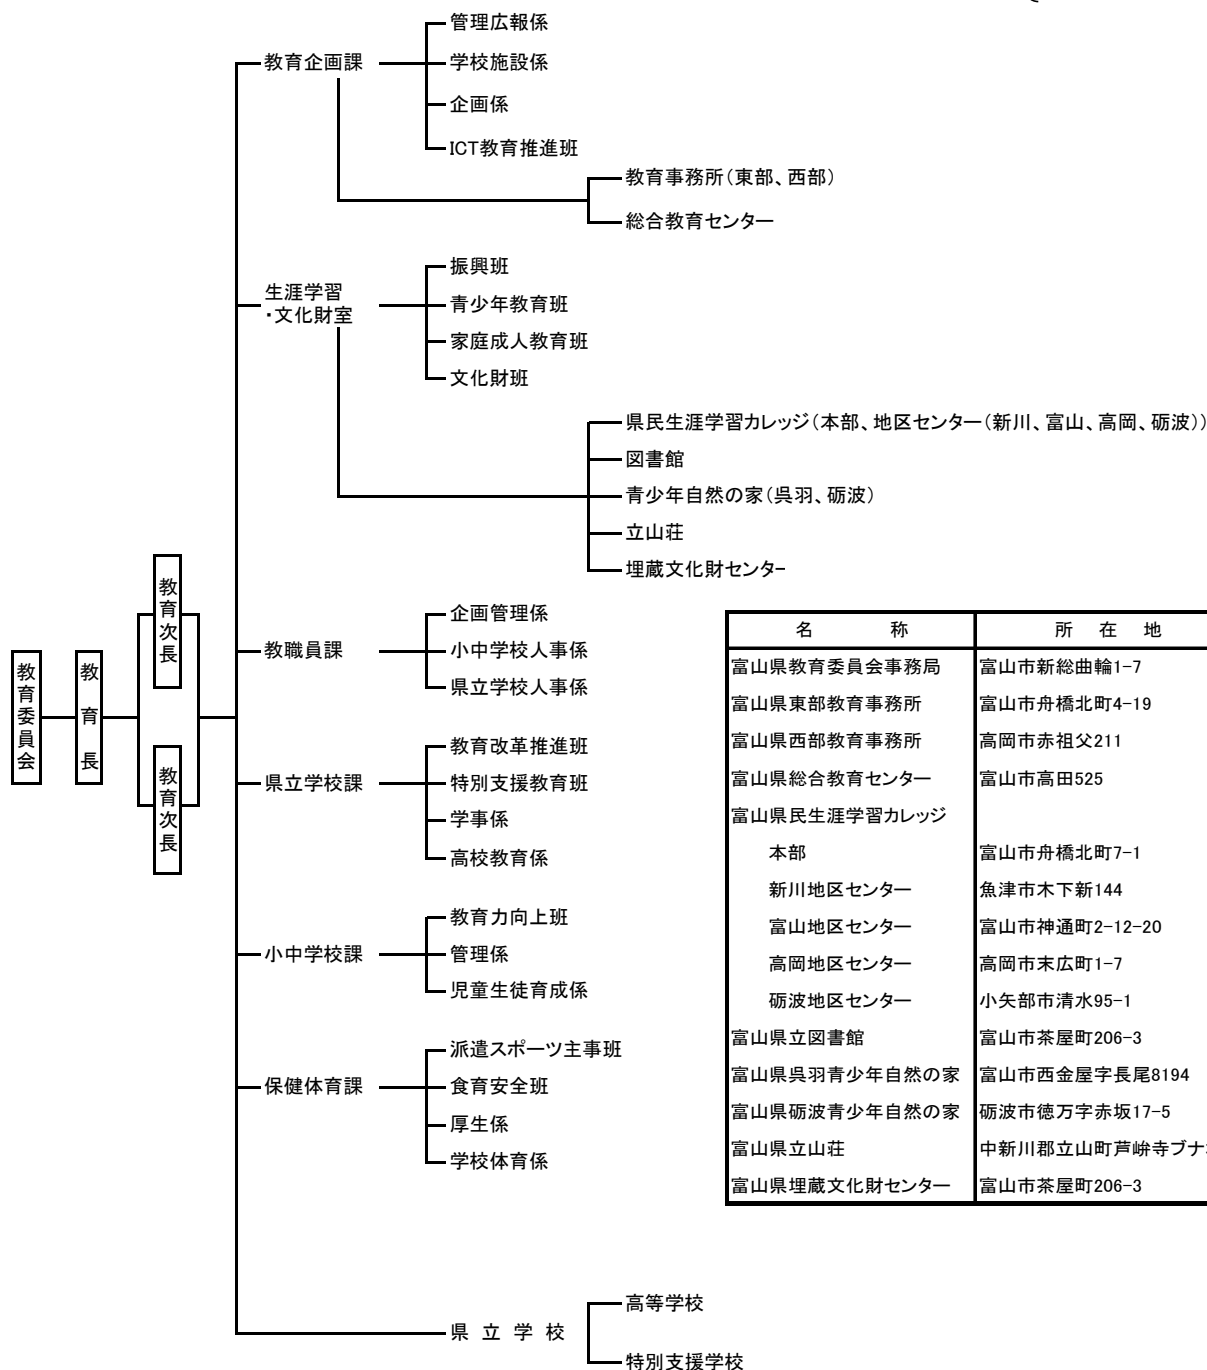 管理広報係
教育企画課
学校施設係
企画係
ICT教育推進班
教育事務所(東部、西部)
総合教育センター
振興班
生涯学習
・文化財室
青少年教育班
家庭成人教育班
文化財班
県民生涯学習カレッジ(本部、地区センター(新川、富山、高岡、砺波))
図書館
青少年自然の家(呉羽、砺波)
立山荘
埋蔵文化財センター
教育委員会
教育長
教育次長
教育次長
教職員課
企画管理係
小中学校人事係
県立学校人事係
県立学校課
教育改革推進班
特別支援教育班
学事係
高校教育係
小中学校課
教育力向上班
管理係
児童生徒育成係
保健体育課
派遣スポーツ主事班
食育安全班
厚生係
学校体育係
県立学校
高等学校
特別支援学校
名称 所在地
富山県教育委員会事務局 富山市新総曲輪1-7
富山県東部教育事務所 富山市舟橋北町4-19
富山県西部教育事務所 高岡市赤祖父211
富山県総合教育センター 富山市高田525
富山県民生涯学習カレッジ
本部 富山市舟橋北町7-1
新川地区センター 魚津市木下新144
富山地区センター 富山市神通町2-12-20
高岡地区センター 高岡市末広町1-7
砺波地区センター 小矢部市清水95-1
富山県立図書館 富山市茶屋町206-3
富山県呉羽青少年自然の家 富山市西金屋字長尾8194
富山県砺波青少年自然の家 砺波市徳万字赤坂17-5
富山県立山荘 中新川郡立山町芦峅寺ブナ
富山県埋蔵文化財センター 富山市茶屋町206-3